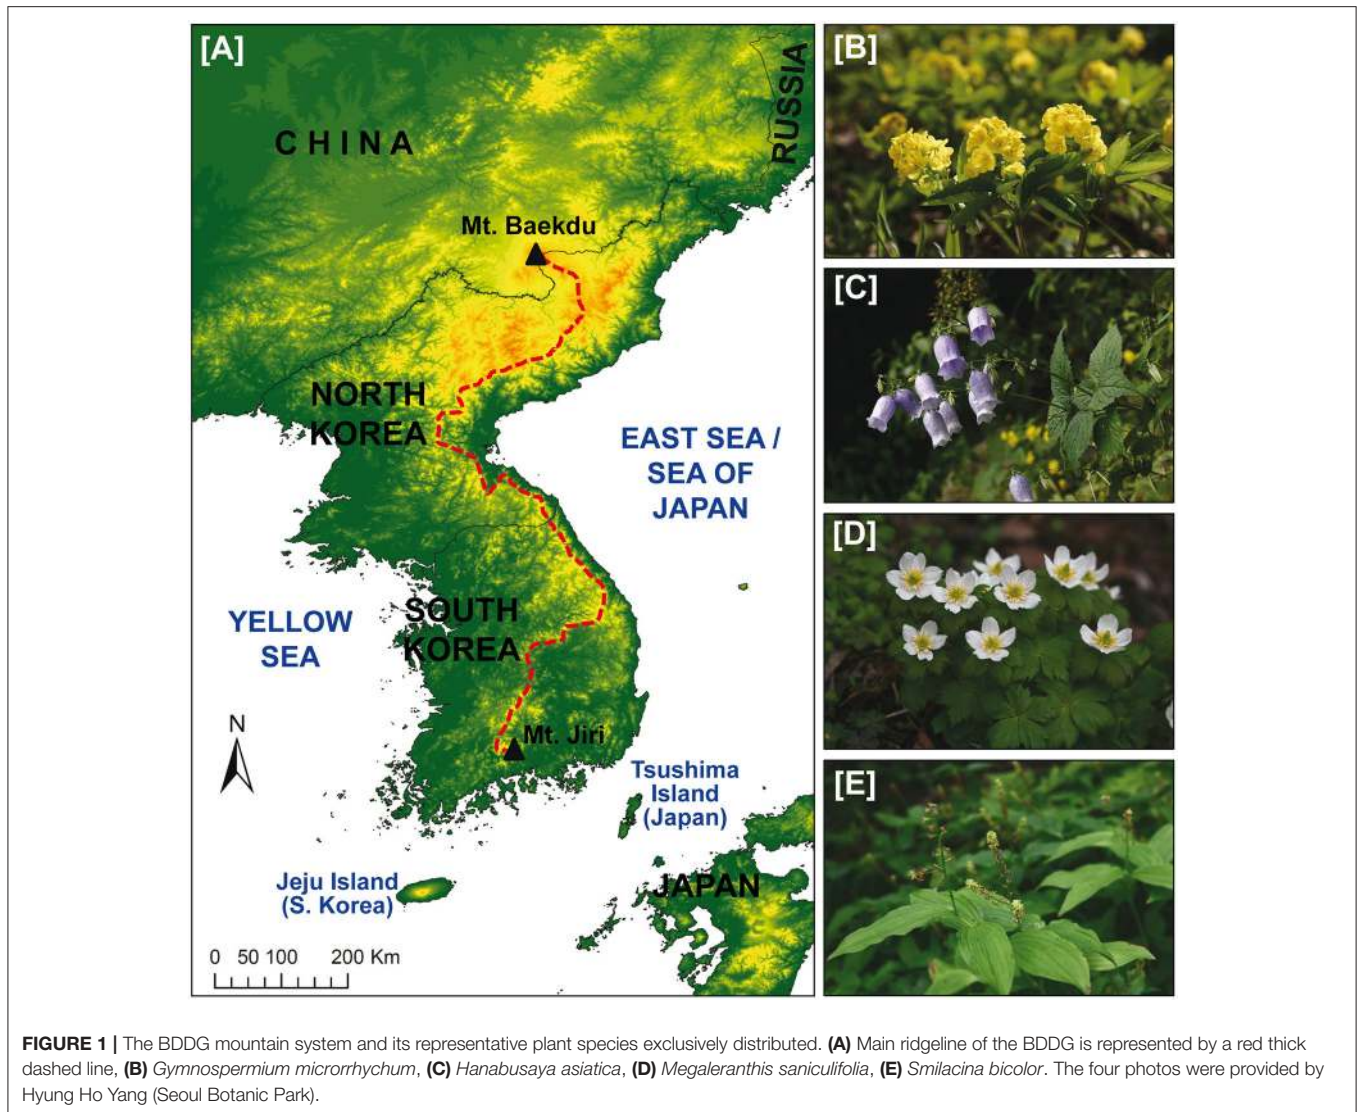 [A]
CHINA
RUSSIA
Mt. Baekdu
NORTH
KOREA
EAST SEA /
SEA OF
JAPAN
YELLOW
SEA
SOUTH
KOREA
N
Mt. Jiri
Tsushima
Island
(Japan)
Jeju Island
(S. Korea)
JAPAN
0 50 100 200 Km
[B]
[C]
[D]
[E]
FIGURE 1 | The BDDG mountain system and its representative plant species exclusively distributed. (A) Main ridgeline of the BDDG is represented by a red thick
dashed line, (B) Gymnospermium microrrhychum, (C) Hanabusaya asiatica, (D) Megaleranthis saniculifolia, (E) Smilacina bicolor. The four photos were provided by
Hyung Ho Yang (Seoul Botanic Park).